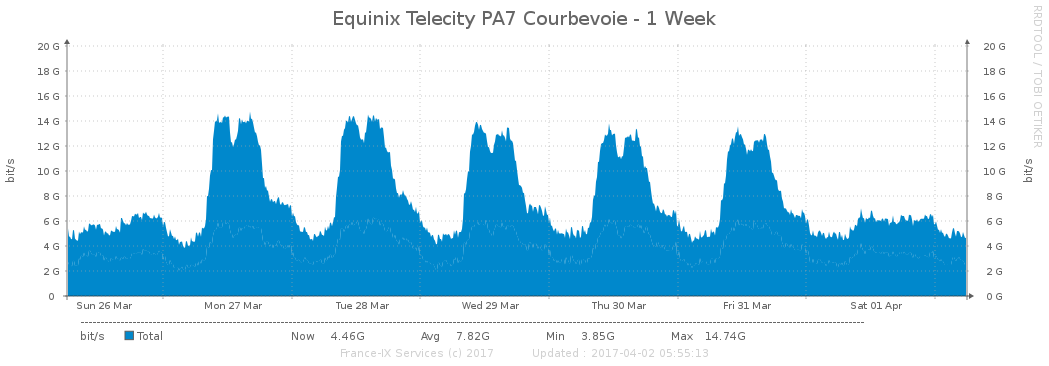 Equinix Telecity PA7 Courbevoie - 1 Week
RRDTOOL / TOBI OETIKER
bit/s
20 G 20 G
18 G 18 G
16 G 16 G
14 G 14 G
12 G 12 G
10 G 10 G
8 G 8 G
6 G 6 G
4 G 4 G
2 G 2 G
0 0 G
bit/s
Sun 26 Mar Mon 27 Mar Tue 28 Mar Wed 29 Mar Thu 30 Mar Fri 31 Mar Sat 01 Apr
bit/s Total Now 4.46G Avg 7.82G Min 3.85G Max 14.74G
France-IX Services (c) 2017 Updated : 2017-04-02 05:55:13